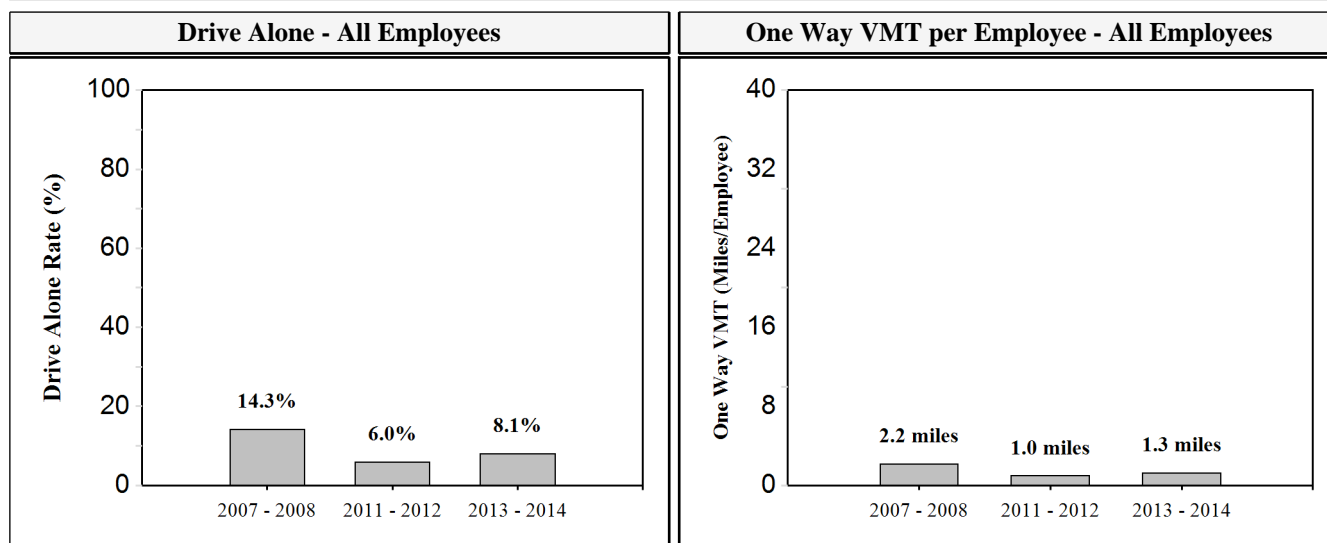 Drive Alone - All Employees
100
80
60
40
20
0
Drive Alone Rate (%)
14.3%
6.0%
8.1%
2007 - 2008
2011 - 2012
2013 - 2014
One Way VMT per Employee - All Employees
40
32
24
16
8
0
One Way VMT (Miles/Employee)
2.2 miles
1.0 miles
1.3 miles
2007 - 2008
2011 - 2012
2013 - 2014